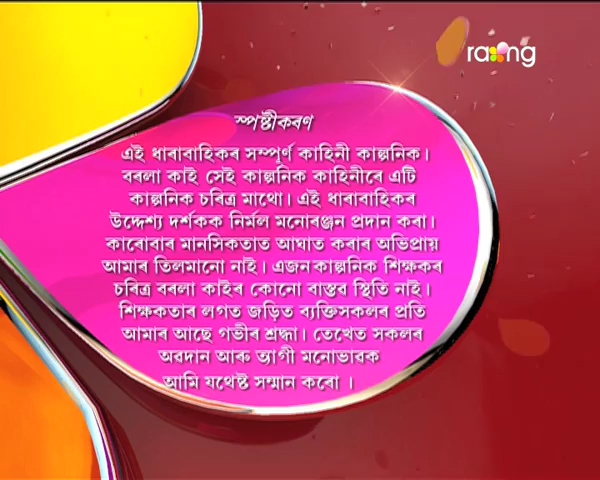 rang
স্পষ্টীকৰণ
এই ধাৰাবাহিকৰ সম্পূৰ্ণ কাহিনী কাল্পনিক।
বৰলা কাই সেই কাল্পনিক কাহিনীৰে এটি
কাল্পনিক চৰিত্ৰ মাথো। এই ধাৰাবাহিকৰ
উদ্দেশ্য দৰ্শকক নিৰ্মল মনোৰঞ্জন প্ৰদান কৰা।
কাৰোবাৰ মানসিকতাত আঘাত কৰাৰ অভিপ্ৰায়
আমাৰ তিলমানো নাই। এজন কাল্পনিক শিক্ষকৰ
চৰিত্ৰ বৰলা কাইৰ কোনো বাস্তৱ স্থিতি নাই।
শিক্ষকতাৰ লগত জড়িত ব্যক্তিসকলৰ প্ৰতি
আমাৰ আছে গভীৰ শ্ৰদ্ধা। তেখেত সকলৰ
অৱদান আৰু ত্যাগী মনোভাৱক
আমি যথেষ্ট সন্মান কৰো ।